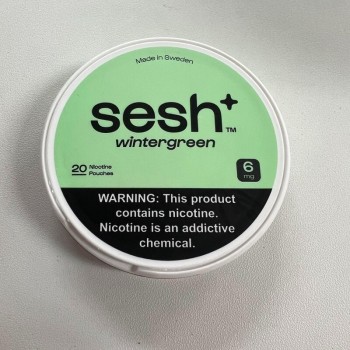 Made in Sweden
sesh+™
wintergreen
20 Nicotine Pouches
6 mg
WARNING: This product
contains nicotine.
Nicotine is an addictive
chemical.